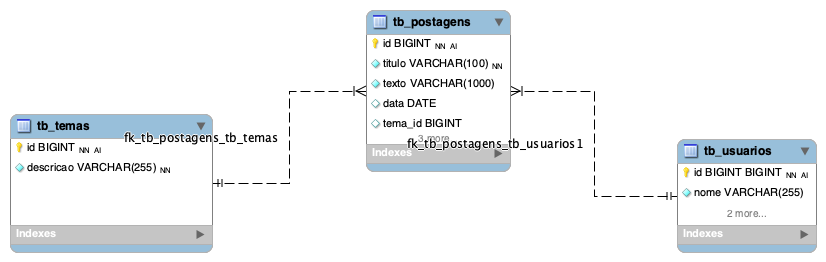 tb_postagens
id BIGINT NN AI
titulo VARCHAR(100) NN
texto VARCHAR(1000)
data DATE
tema_id BIGINT
3 more...
Indexes
fk_tb_postagens_tb_temas
fk_tb_postagens_tb_usuarios1
tb_temas
id BIGINT NN AI
descricao VARCHAR(255) NN
Indexes
tb_usuarios
id BIGINT BIGINT NN AI
nome VARCHAR(255)
2 more...
Indexes